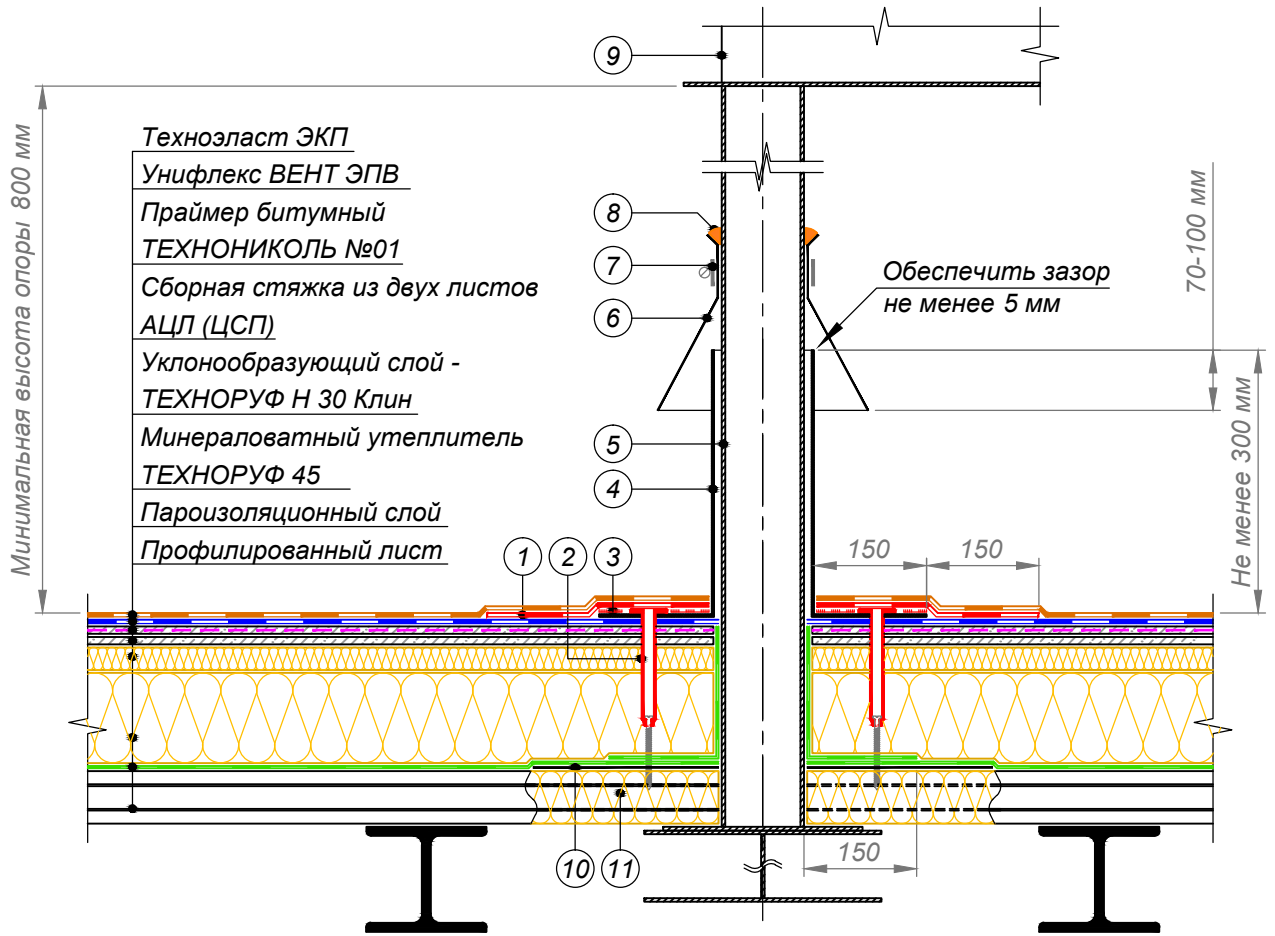 9
Минимальная высота опоры 800 мм
Техноэласт ЭКП
Унифлекс ВЕНТ ЭПВ
Праймер битумный
ТЕХНОНИКОЛЬ №01
Сборная стяжка из двух листов
АЦЛ (ЦСП)
Уклонообразующий слой -
ТЕХНОРУФ Н 30 Клин
Минераловатный утеплитель
ТЕХНОРУФ 45
Пароизоляционный слой
Профилированный лист
8
7
6
5
4
Обеспечить зазор
не менее 5 мм
70-100 мм
Не менее 300 мм
1
2
3
150
150
10
11
150